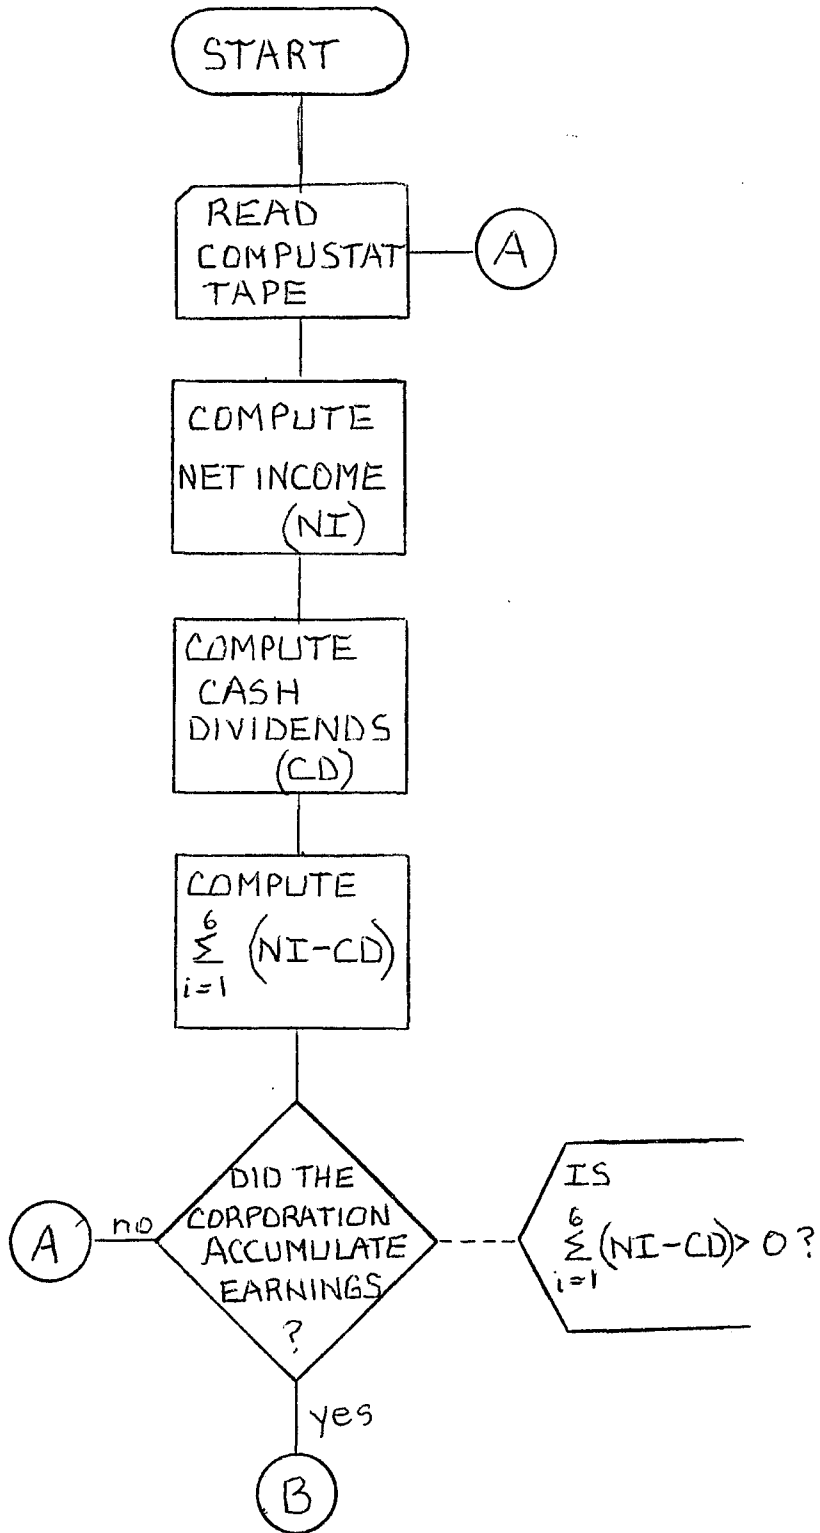 START
READ
COMPUSTAT
TAPE
A
COMPUTE
NET INCOME
(NI)
COMPUTE
CASH
DIVIDENDS
(CD)
COMPUTE
6
Σ (NI-CD)
i=1
DID THE
CORPORATION
ACCUMULATE
EARNINGS
?
A
no
IS
6
Σ (NI-CD) > 0 ?
i=1
yes
B